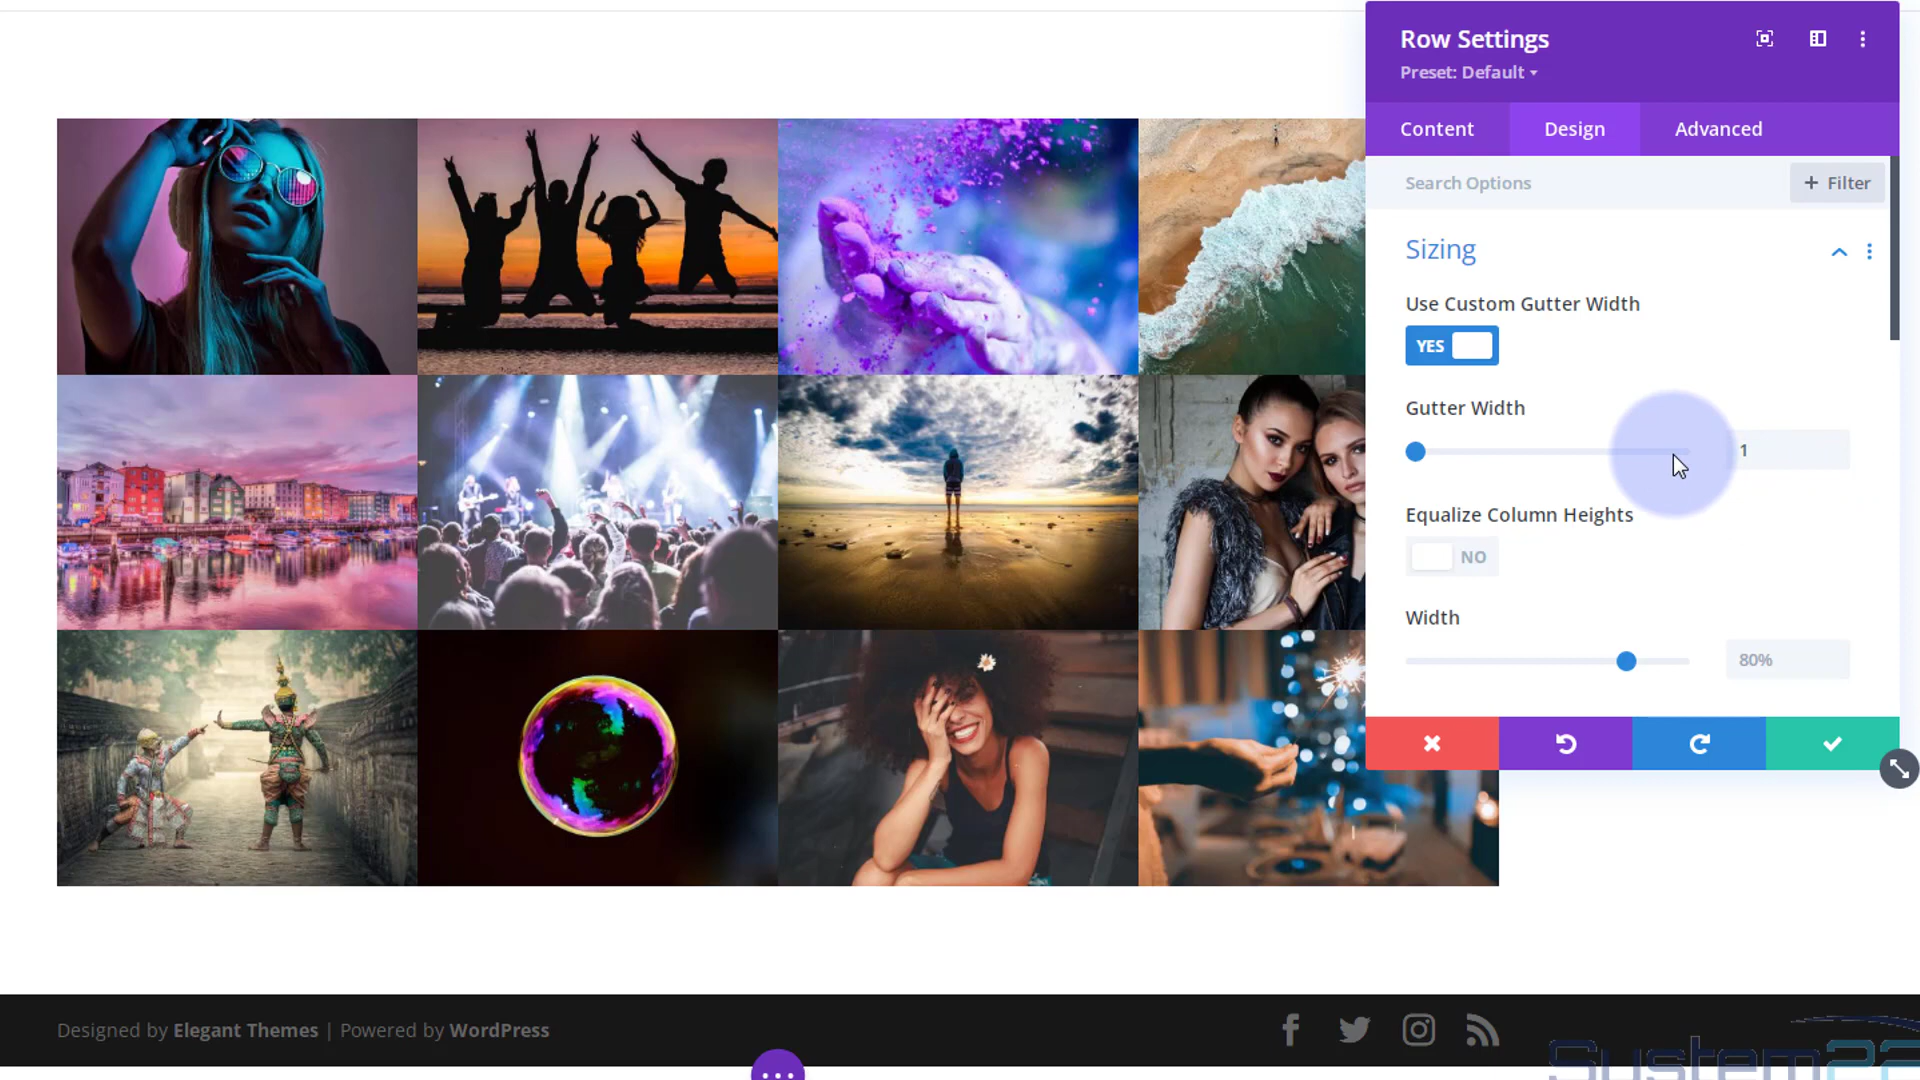 Row Settings
Preset: Default
Content
Design
Advanced
Search Options
+ Filter
Sizing
Use Custom Gutter Width
YES
Gutter Width
1
Equalize Column Heights
NO
Width
80%
Designed by Elegant Themes | Powered by WordPress
System22